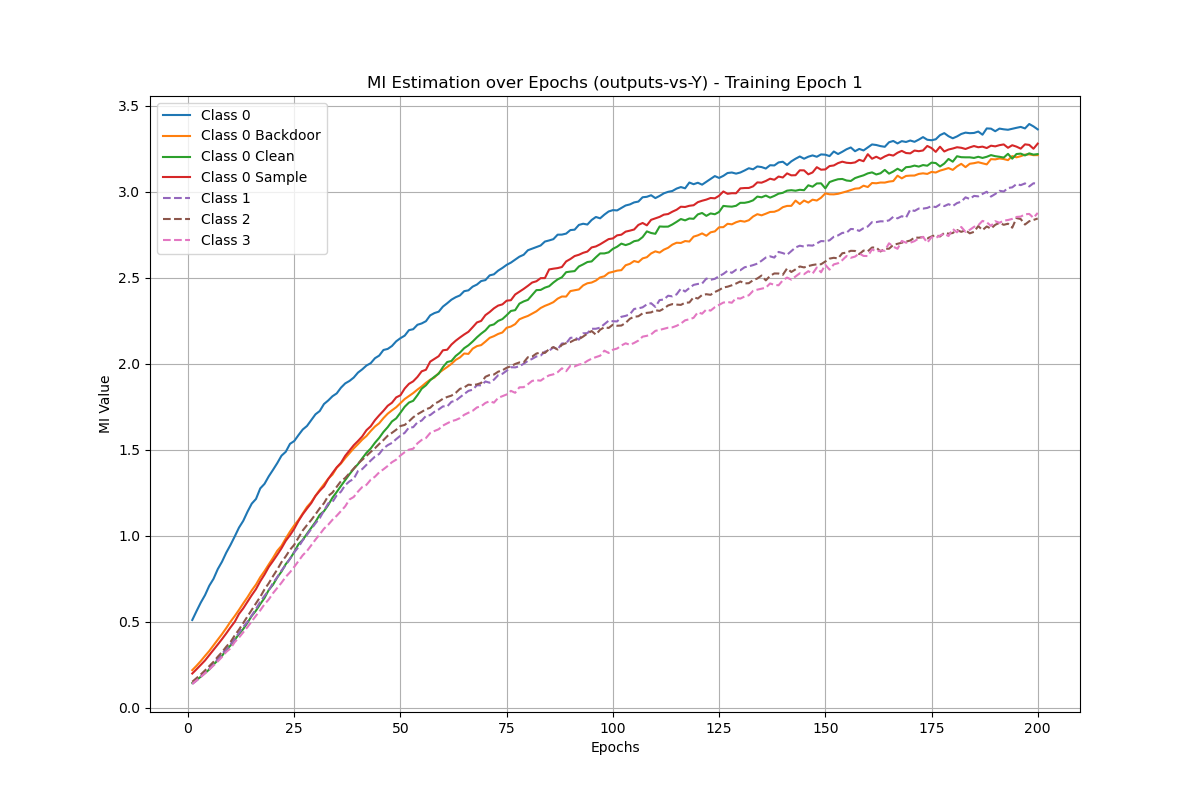 MI Estimation over Epochs (outputs-vs-Y) - Training Epoch 1
MI Value
3.5
3.0
2.5
2.0
1.5
1.0
0.5
0.0
Class 0
Class 0 Backdoor
Class 0 Clean
Class 0 Sample
Class 1
Class 2
Class 3
0 25 50 75 100 125 150 175 200
Epochs